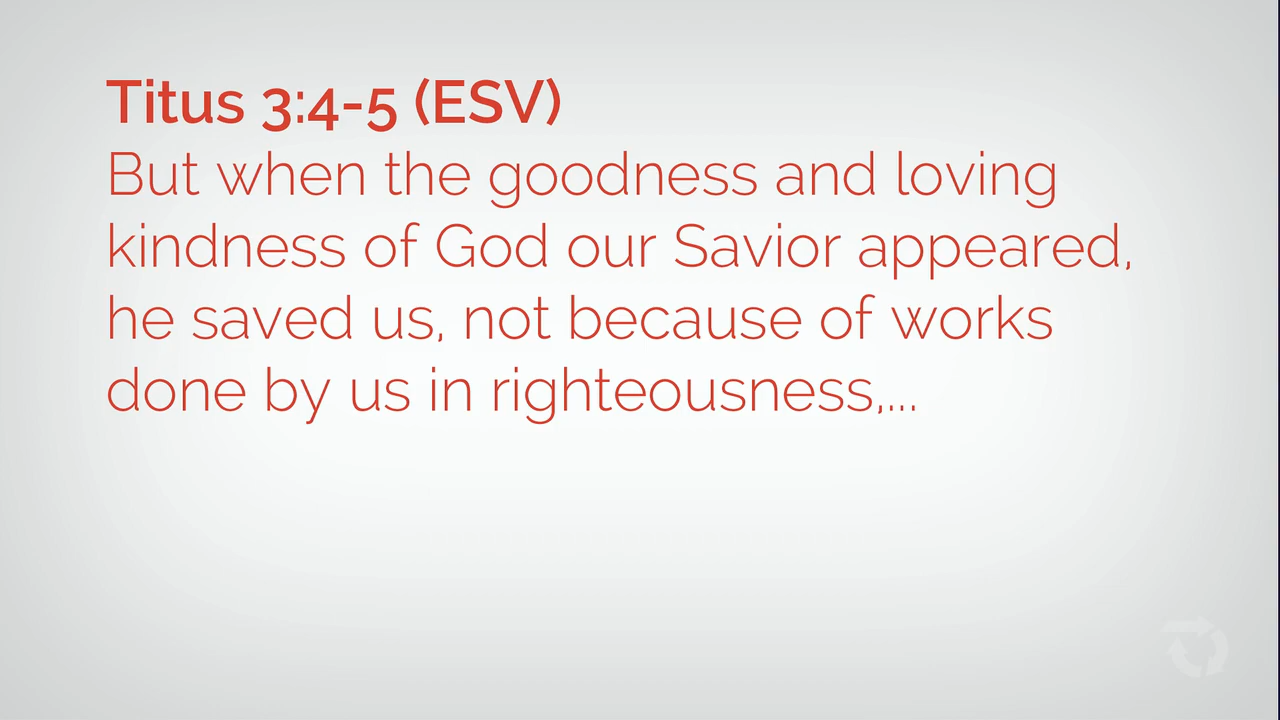 Titus 3:4-5 (ESV)
But when the goodness and loving
kindness of God our Savior appeared,
he saved us, not because of works
done by us in righteousness,...